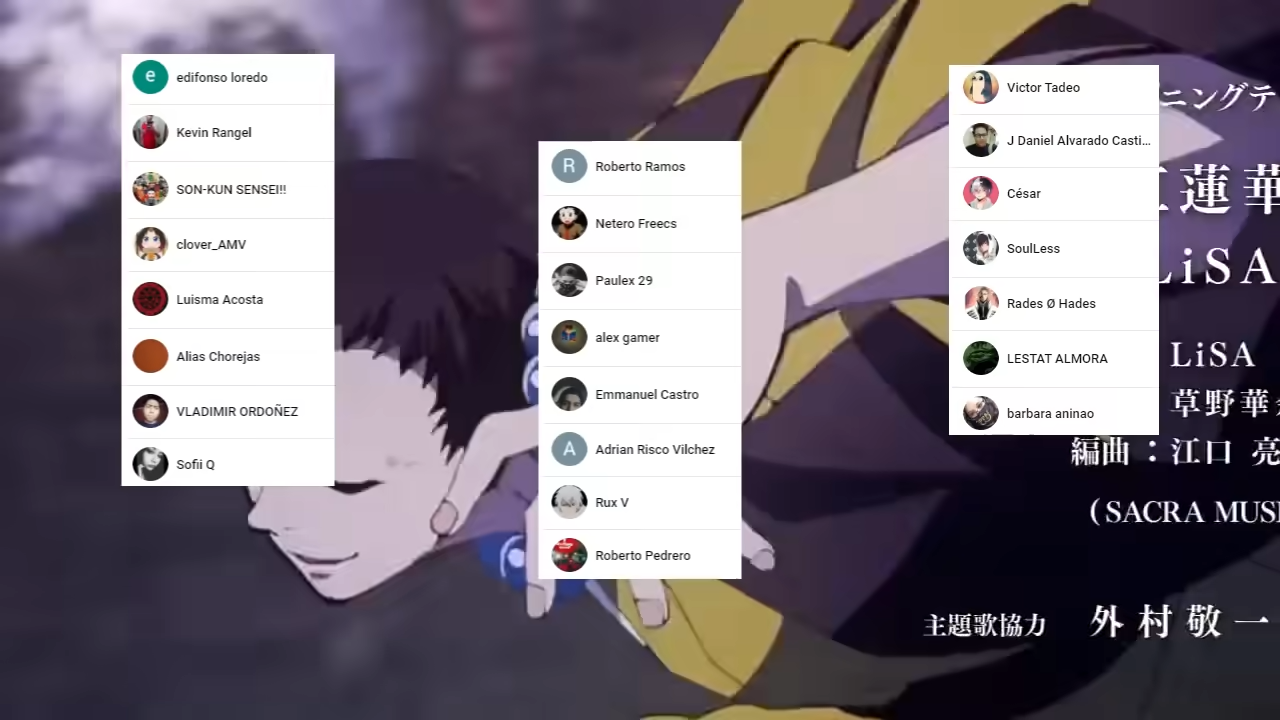 e edifonso loredo
Kevin Rangel
SON-KUN SENSEI!!
clover_AMV
Luisma Acosta
Alias Chorejas
VLADIMIR ORDOÑEZ
Sofii Q
R Roberto Ramos
Netero Freecs
Paulex 29
alex gamer
Emmanuel Castro
A Adrian Risco Vilchez
Rux V
Roberto Pedrero
Victor Tadeo
J Daniel Alvarado Casti...
César
SoulLess
Rades Ø Hades
LESTAT ALMORA
barbara aninao
ニングテ
蓮華
LiSA
LiSA
草野華
編曲：江口 亮
(SACRA MUSI
主題歌協力 外村敬一